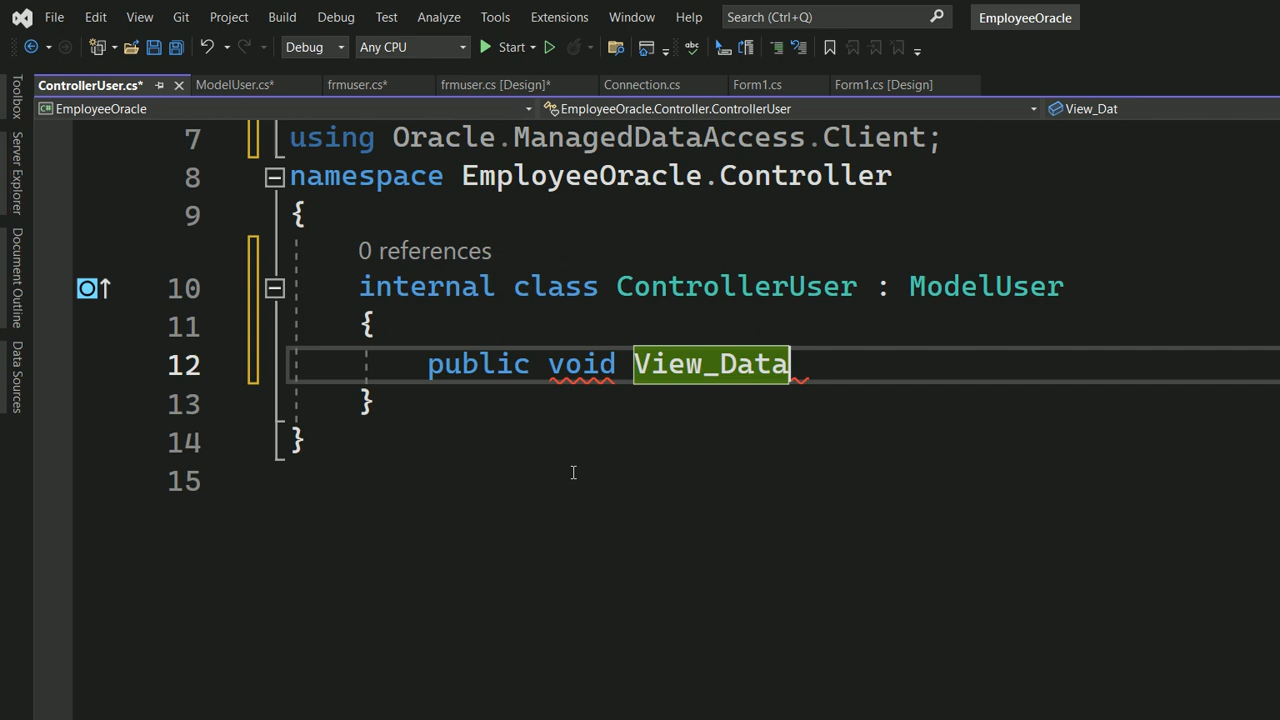 File Edit View Git Project Build Debug Test Analyze Tools Extensions Window Help Search (Ctrl+Q) EmployeeOracle
Debug Any CPU Start abc
ControllerUser.cs* ModelUser.cs* frmuser.cs* frmuser.cs [Design]* Connection.cs Form1.cs Form1.cs [Design]
C# EmployeeOracle EmployeeOracle.Controller.ControllerUser View_Dat
Toolbox
Server Explorer
Document Outline
Data Sources
7 using Oracle.ManagedDataAccess.Client;
8 namespace EmployeeOracle.Controller
9 {
0 references
10 internal class ControllerUser : ModelUser
11 {
12 public void View_Data
13 }
14 }
15